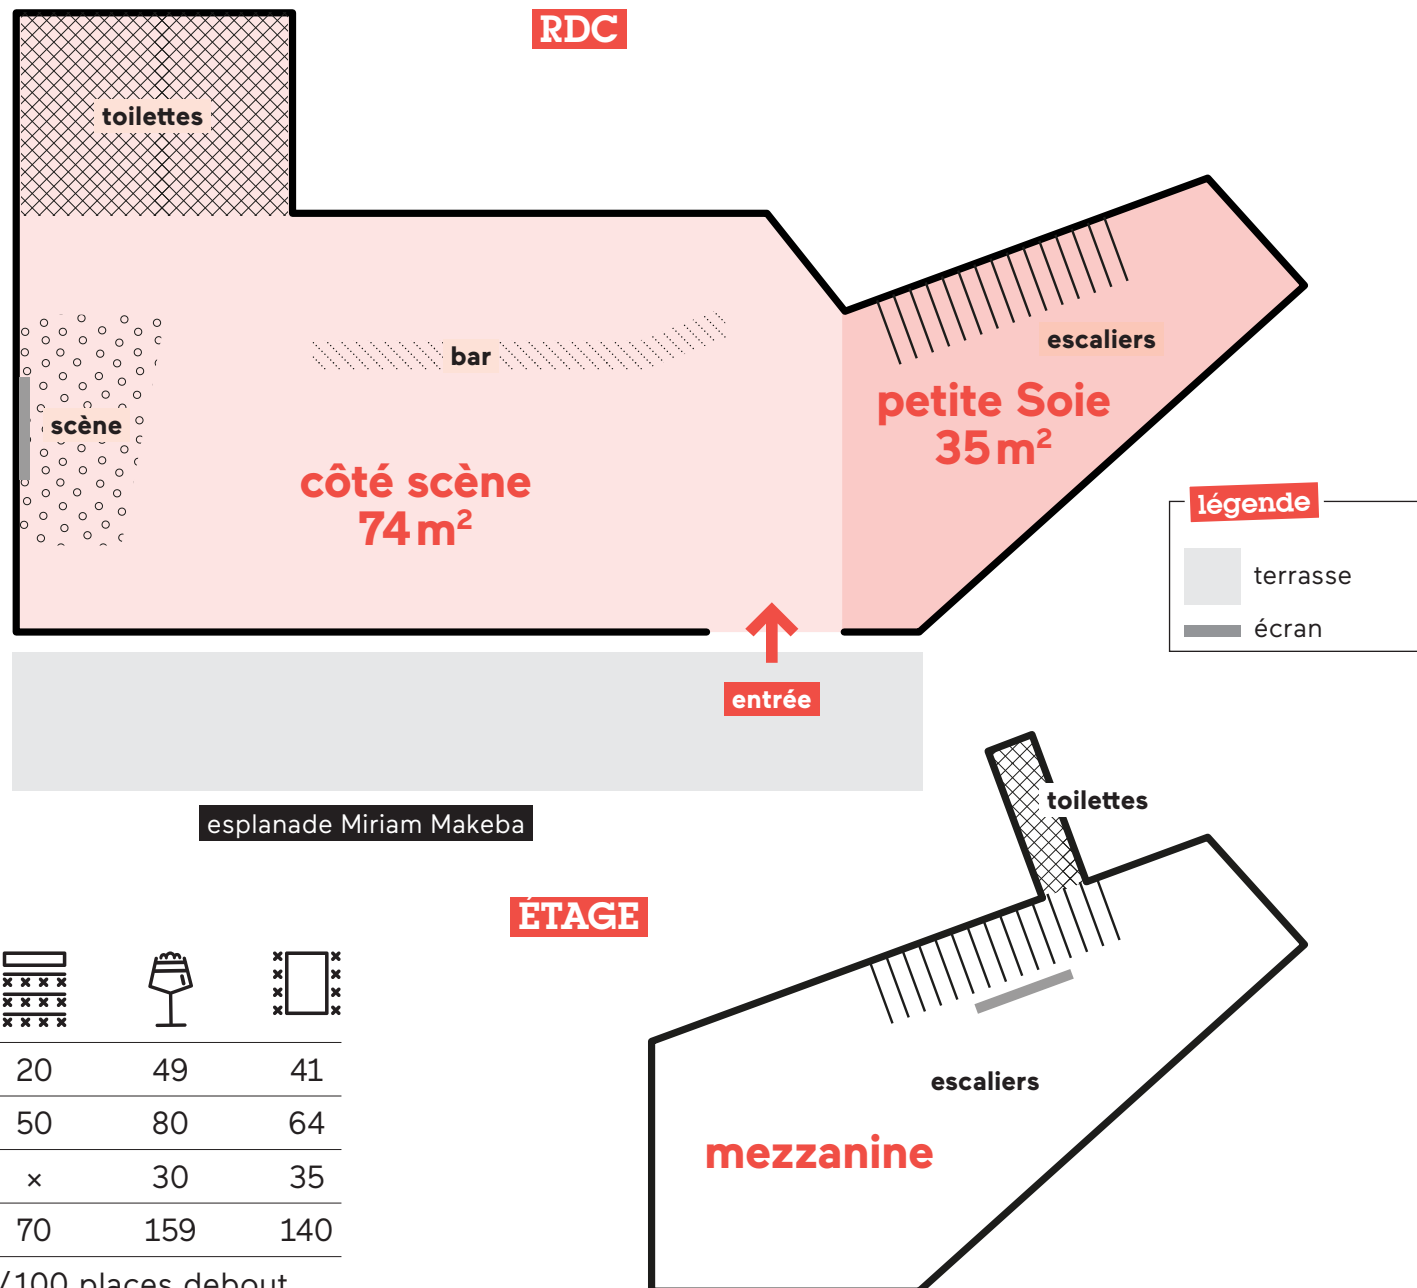 RDC
toilettes
bar
escaliers
scène
petite Soie
35 m²
côté scène
74 m²
légende
terrasse
écran
entrée
esplanade Miriam Makeba
toilettes
ÉTAGE
escaliers
mezzanine
20 49 41
50 80 64
× 30 35
70 159 140
/100 places debout